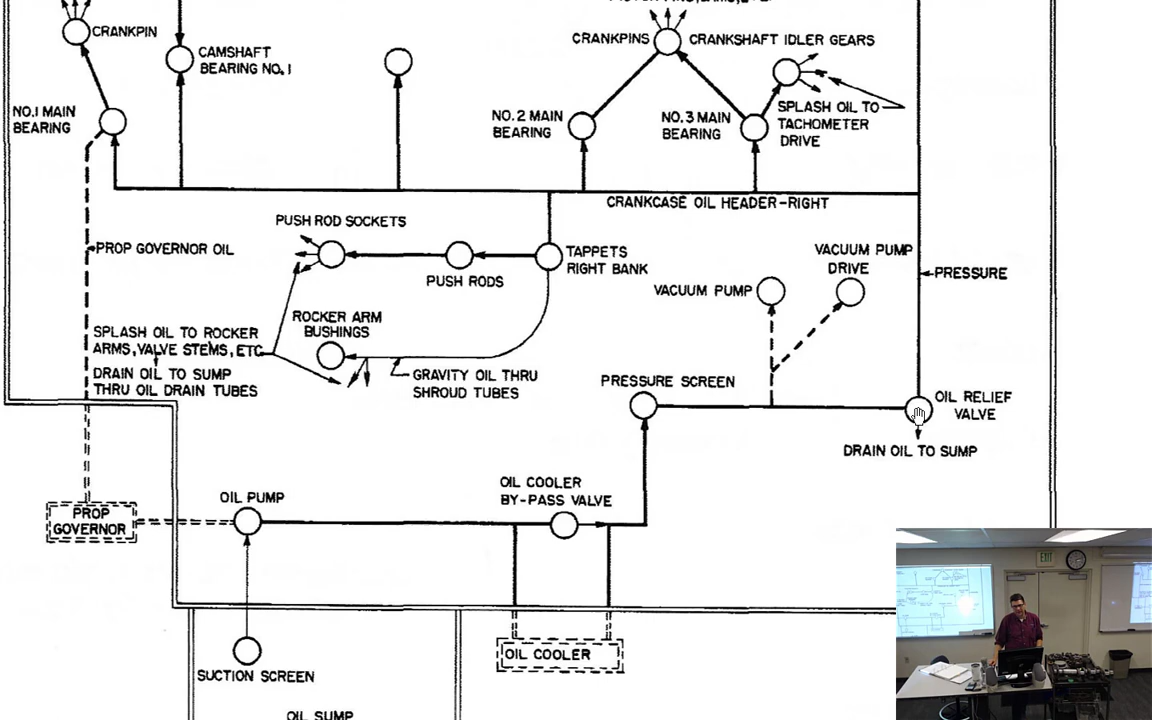 CRANKPIN
CAMSHAFT
BEARING NO.1
CRANKPINS
CRANKSHAFT IDLER GEARS
NO.1 MAIN
BEARING
NO.2 MAIN
BEARING
NO.3 MAIN
BEARING
SPLASH OIL TO
TACHOMETER
DRIVE
CRANKCASE OIL HEADER-RIGHT
PUSH ROD SOCKETS
PROP GOVERNOR OIL
PUSH RODS
TAPPETS
RIGHT BANK
VACUUM PUMP
DRIVE
PRESSURE
VACUUM PUMP
ROCKER ARM
BUSHINGS
SPLASH OIL TO ROCKER
ARMS, VALVE STEMS, ETC
DRAIN OIL TO SUMP
THRU OIL DRAIN TUBES
GRAVITY OIL THRU
SHROUD TUBES
PRESSURE SCREEN
OIL RELIEF
VALVE
DRAIN OIL TO SUMP
OIL COOLER
BY-PASS VALVE
OIL PUMP
PROP
GOVERNOR
EXIT
OIL COOLER
SUCTION SCREEN
OIL SUMP